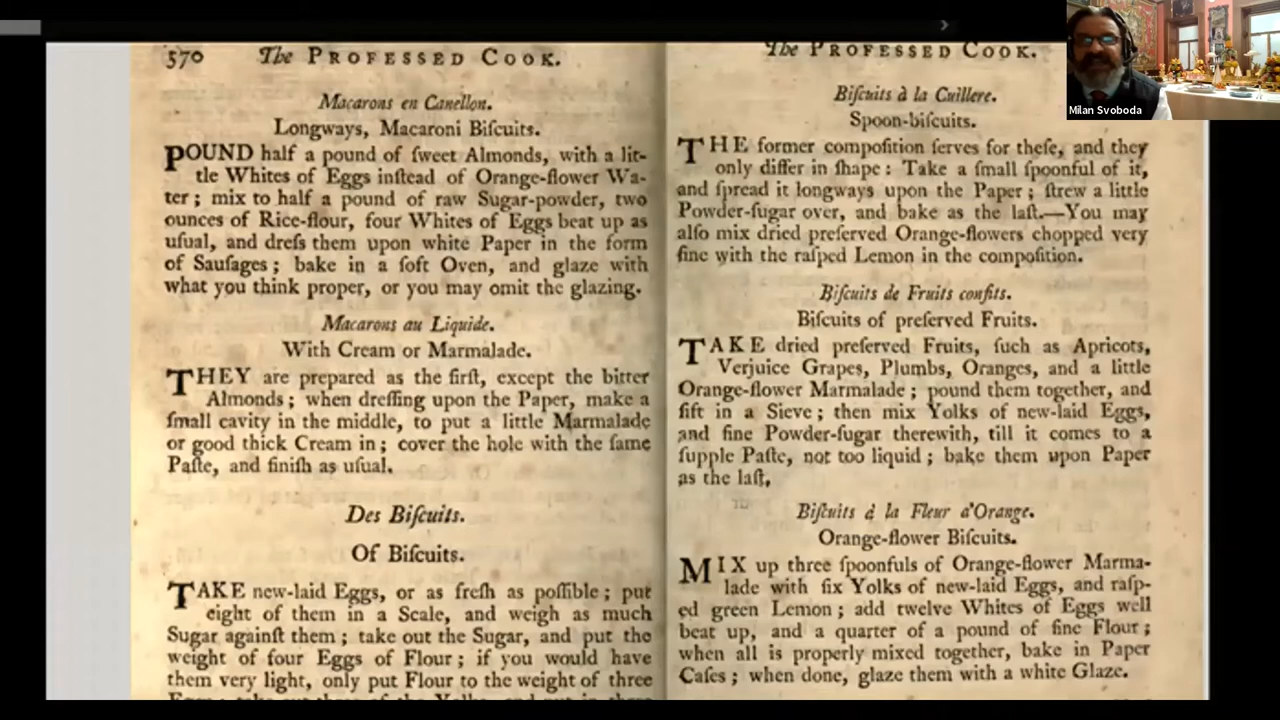 570 The PROFESSED COOK.
Macarons en Canellon.
Longways, Macaroni Biſcuits.
POUND half a pound of ſweet Almonds, with a lit-
tle Whites of Eggs inſtead of Orange-flower Wa-
ter; mix to half a pound of raw Sugar-powder, two
ounces of Rice-flour, four Whites of Eggs beat up as
uſual, and dreſs them upon white Paper in the form
of Sauſages; bake in a ſoft Oven, and glaze with
what you think proper, or you may omit the glazing.
Macarons au Liquide.
With Cream or Marmalade.
THEY are prepared as the firſt, except the bitter
Almonds; when dreſſing upon the Paper, make a
ſmall cavity in the middle, to put a little Marmalade
or good thick Cream in; cover the hole with the ſame
Paſte, and finiſh as uſual.
Des Biſcuits.
Of Biſcuits.
TAKE new-laid Eggs, or as freſh as poſſible; put
eight of them in a Scale, and weigh as much
Sugar againſt them; take out the Sugar, and put the
weight of four Eggs of Flour; if you would have
them very light, only put Flour to the weight of three
The PROFESSED COOK.
Biſcuits à la Cuillere.
Spoon-biſcuits.
THE former compoſition ſerves for theſe, and they
only differ in ſhape: Take a ſmall ſpoonful of it,
and ſpread it longways upon the Paper; ſtrew a little
Powder-ſugar over, and bake as the laſt.—You may
alſo mix dried preſerved Orange-flowers chopped very
fine with the raſped Lemon in the compoſition.
Biſcuits de Fruits confits.
Biſcuits of preſerved Fruits.
TAKE dried preſerved Fruits, ſuch as Apricots,
Verjuice Grapes, Plumbs, Oranges, and a little
Orange-flower Marmalade; pound them together, and
ſift in a Sieve; then mix Yolks of new-laid Eggs,
and fine Powder-ſugar therewith, till it comes to a
ſupple Paſte, not too liquid; bake them upon Paper
as the laſt,
Biſcuits à la Fleur d'Orange.
Orange-flower Biſcuits.
MIX up three ſpoonfuls of Orange-flower Marma-
lade with ſix Yolks of new-laid Eggs, and raſp-
ed green Lemon; add twelve Whites of Eggs well
beat up, and a quarter of a pound of fine Flour;
when all is properly mixed together, bake in Paper
Caſes; when done, glaze them with a white Glaze.
Milan Svoboda